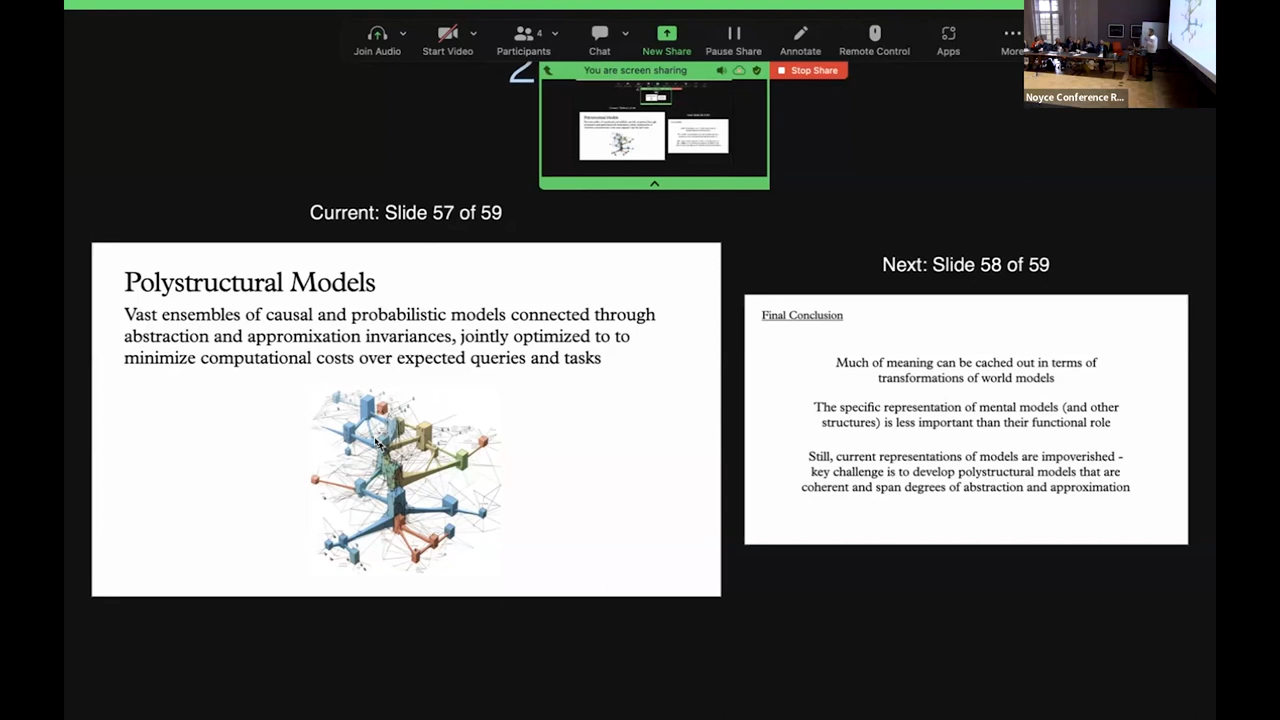 Join Audio
Start Video
Participants
4
Chat
New Share
Pause Share
Annotate
Remote Control
Apps
More
2
You are screen sharing
Stop Share
Noyce Conference R...
Current: Slide 57 of 59
Polystructural Models
Vast ensembles of causal and probabilistic models connected through
abstraction and appromixation invariances, jointly optimized to to
minimize computational costs over expected queries and tasks
Next: Slide 58 of 59
Final Conclusion
Much of meaning can be cached out in terms of
transformations of world models
The specific representation of mental models (and other
structures) is less important than their functional role
Still, current representations of models are impoverished -
key challenge is to develop polystructural models that are
coherent and span degrees of abstraction and approximation